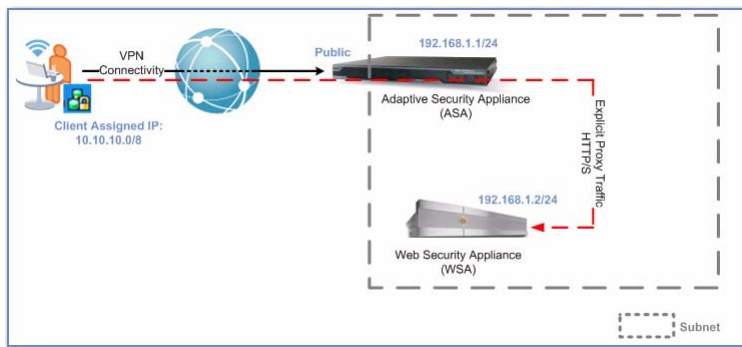 VPN
Connectivity
Public
192.168.1.1/24
Adaptive Security Appliance
(ASA)
Client Assigned IP:
10.10.10.0/8
Explicit Proxy Traffic
HTTP/S
192.168.1.2/24
Web Security Appliance
(WSA)
Subnet